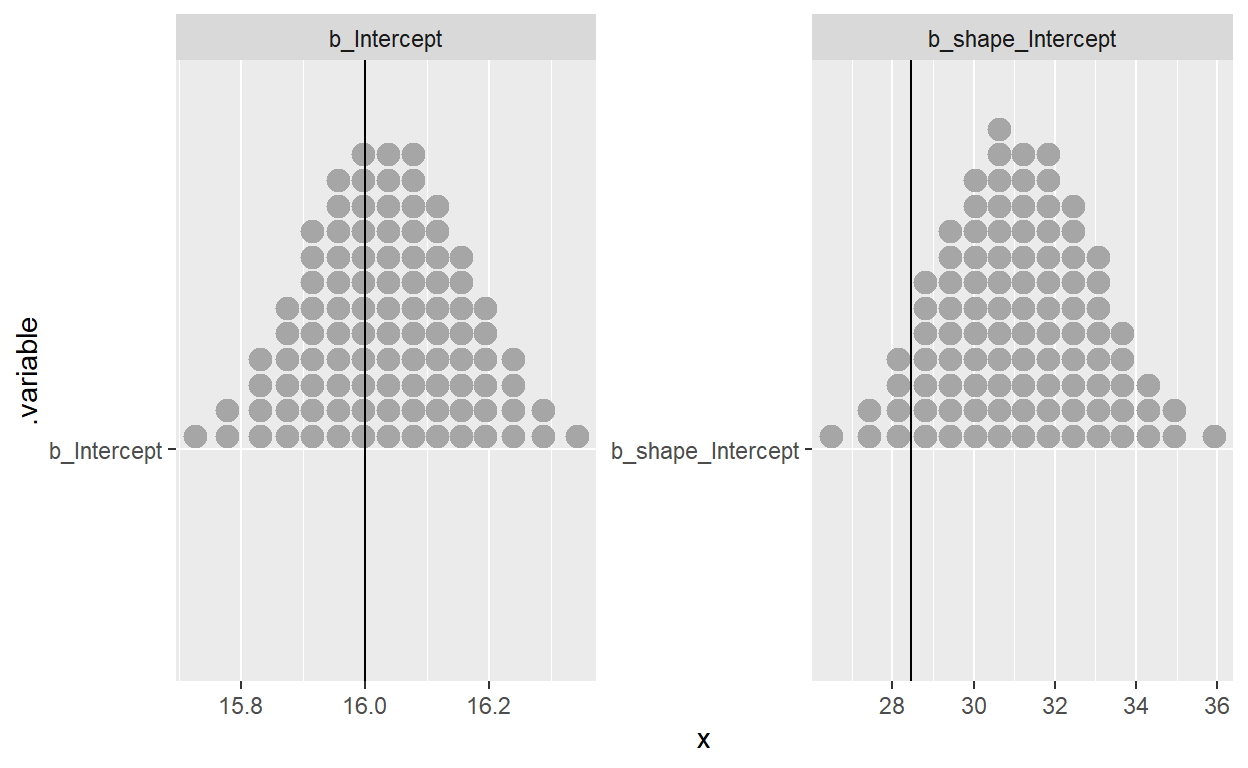 b_Intercept
b_shape_Intercept
.variable
b_Intercept
b_shape_Intercept
15.8 16.0 16.2
28 30 32 34 36
x